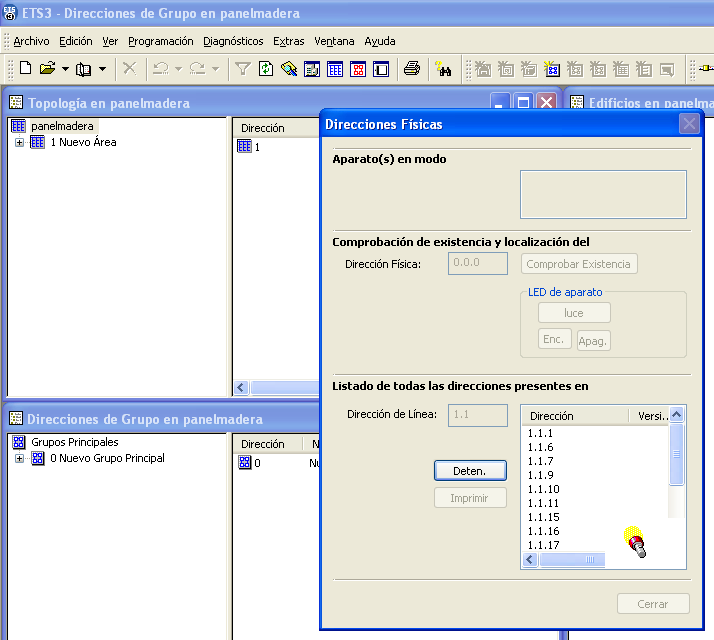 ETS3 - Direcciones de Grupo en panelmadera
Archivo Edición Ver Programación Diagnósticos Extras Ventana Ayuda
Topología en panelmadera
Edificios en panelma
panelmadera
1 Nuevo Área
Dirección
1
Direcciones Físicas
Aparato(s) en modo
Comprobación de existencia y localización del
Dirección Física: 0.0.0 Comprobar Existencia
LED de aparato
luce
Enc. Apag.
Listado de todas las direcciones presentes en
Dirección de Línea: 1.1
Deten.
Imprimir
Dirección Versi..
1.1.1
1.1.6
1.1.7
1.1.9
1.1.10
1.1.11
1.1.15
1.1.16
1.1.17
Cerrar
Direcciones de Grupo en panelmadera
Grupos Principales
0 Nuevo Grupo Principal
Dirección N
0 Nu